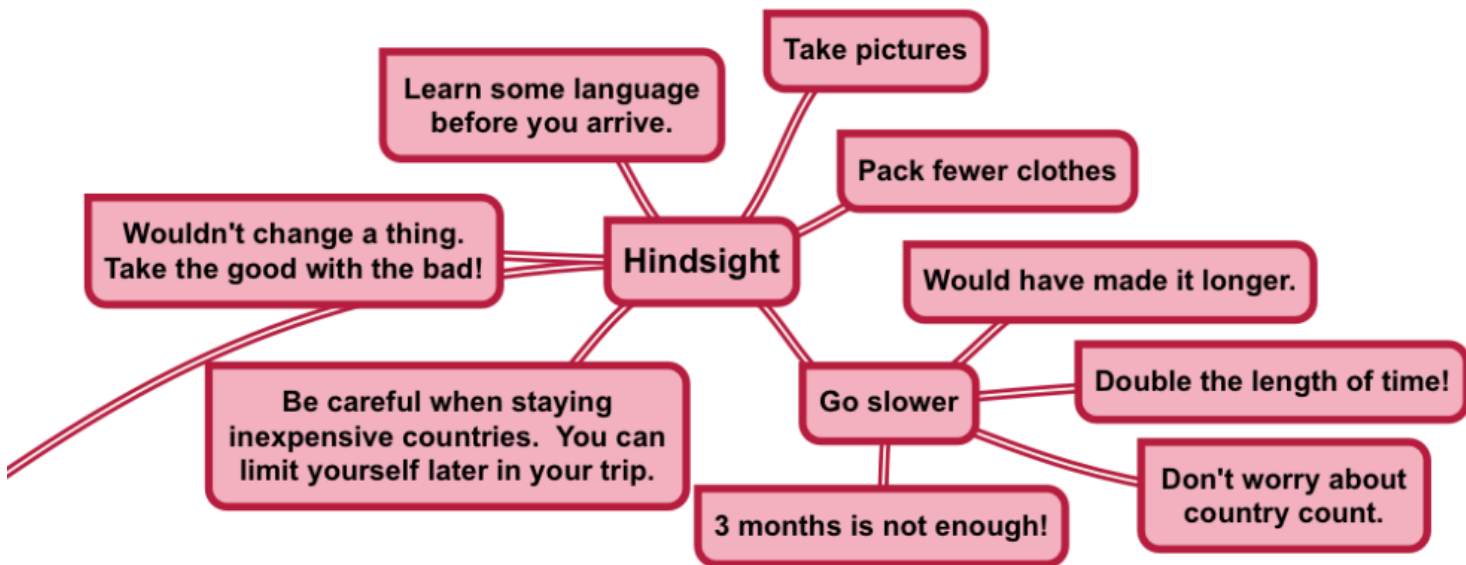 Take pictures
Learn some language
before you arrive.
Pack fewer clothes
Wouldn't change a thing.
Take the good with the bad!
Hindsight
Would have made it longer.
Be careful when staying
inexpensive countries.  You can
limit yourself later in your trip.
Go slower
Double the length of time!
3 months is not enough!
Don't worry about
country count.